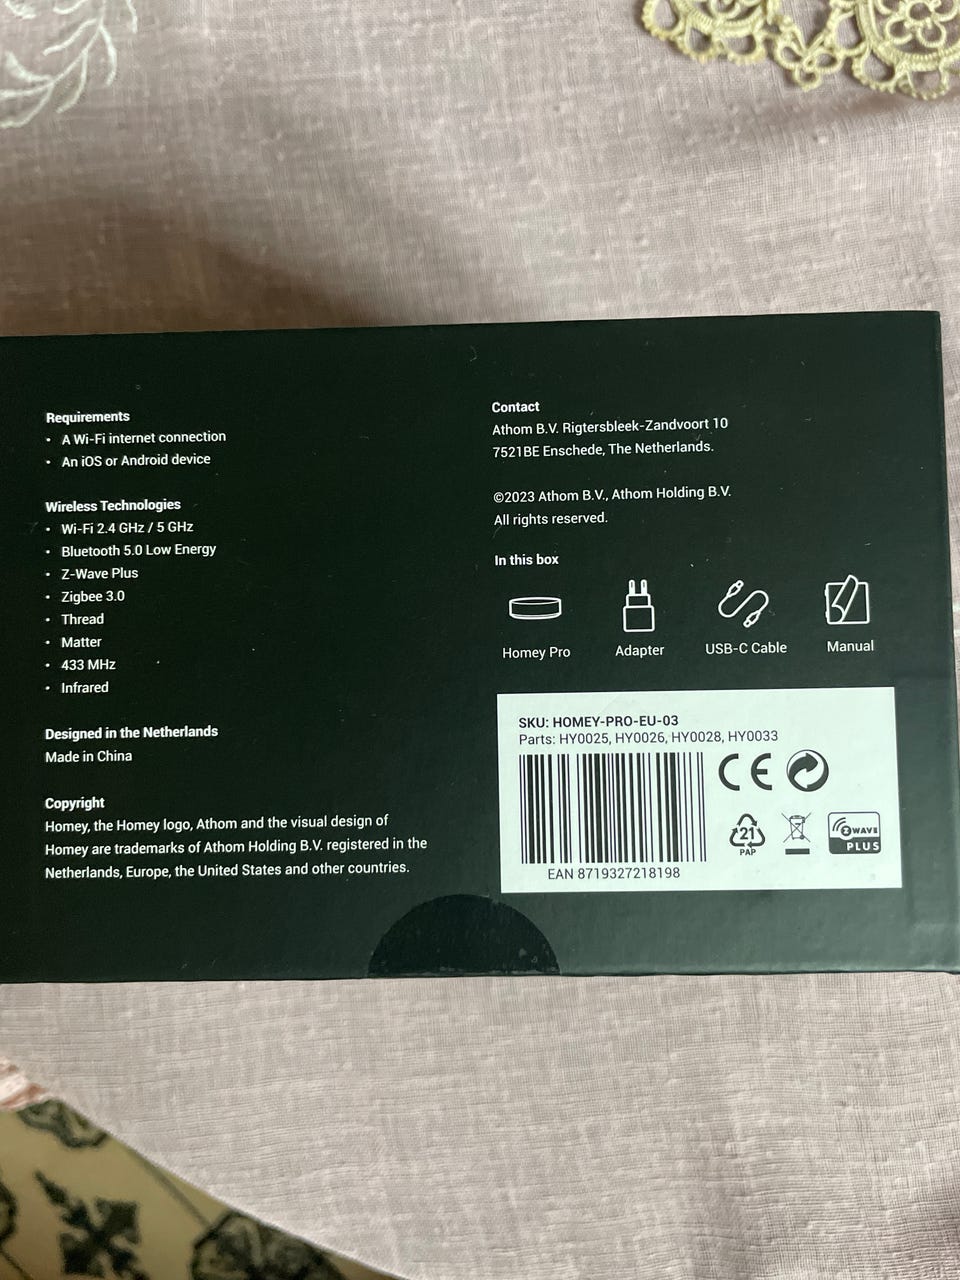 Requirements
• A Wi-Fi internet connection
• An iOS or Android device
Wireless Technologies
• Wi-Fi 2.4 GHz / 5 GHz
• Bluetooth 5.0 Low Energy
• Z-Wave Plus
• Zigbee 3.0
• Thread
• Matter
• 433 MHz
• Infrared
Designed in the Netherlands
Made in China
Copyright
Homey, the Homey logo, Athom and the visual design of
Homey are trademarks of Athom Holding B.V. registered in the
Netherlands, Europe, the United States and other countries.
Contact
Athom B.V. Rigtersbleek-Zandvoort 10
7521BE Enschede, The Netherlands.
©2023 Athom B.V., Athom Holding B.V.
All rights reserved.
In this box
Homey Pro
Adapter
USB-C Cable
Manual
SKU: HOMEY-PRO-EU-03
Parts: HY0025, HY0026, HY0028, HY0033
CE
21
PAP
Z WAVE
PLUS
EAN 8719327218198